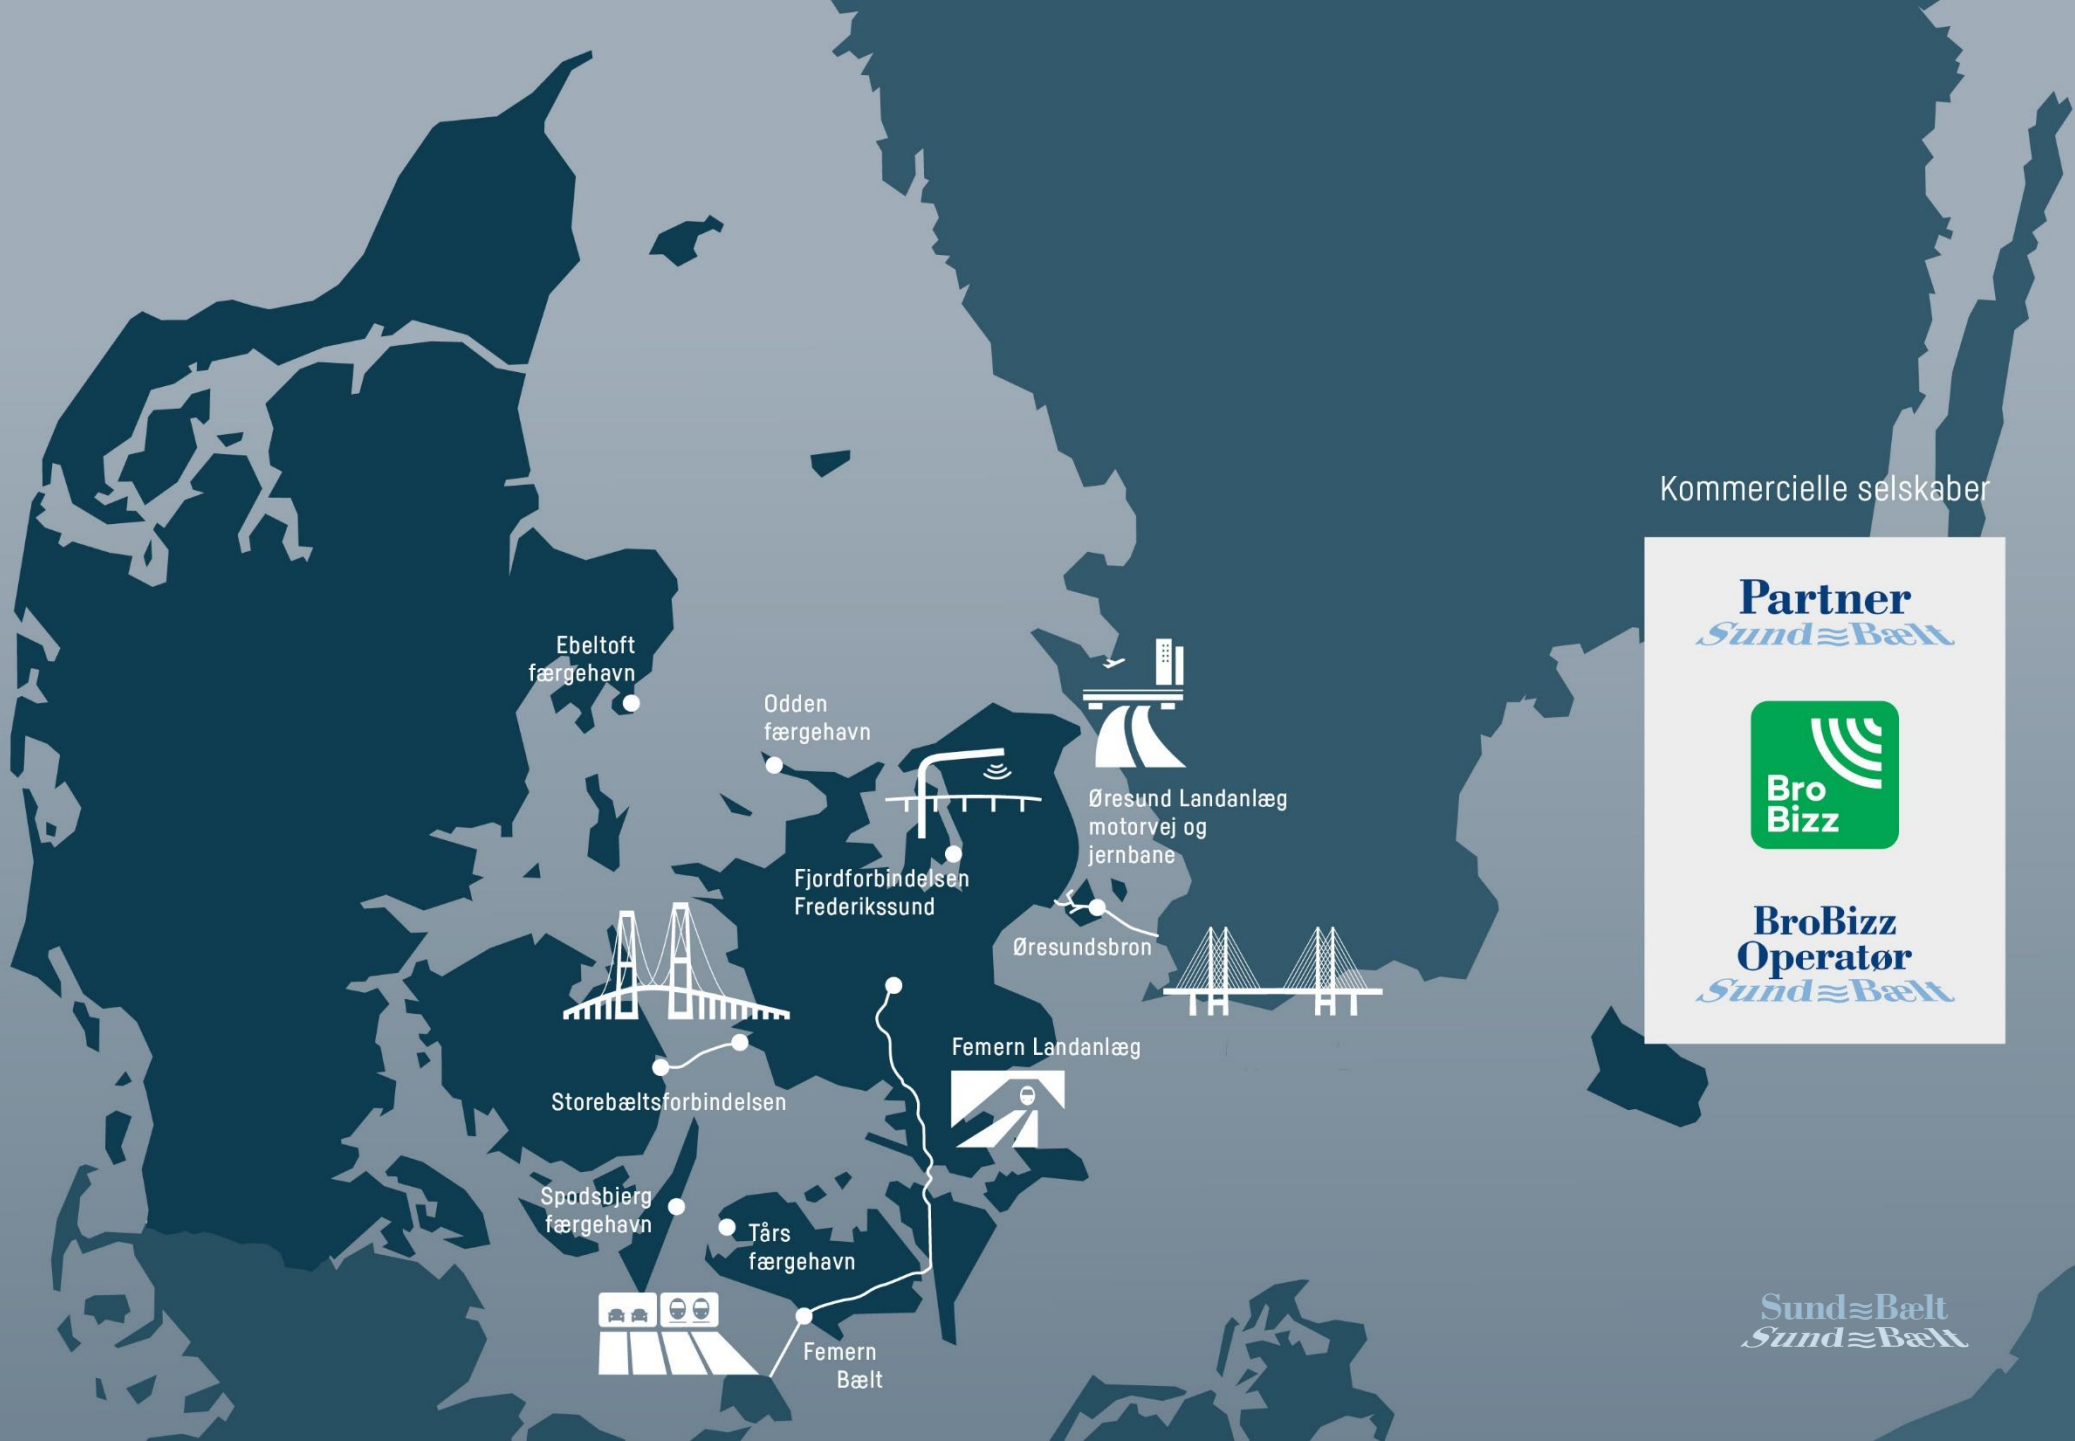 Kommercielle selskaber
Partner
Sund≈Bælt
Bro
Bizz
BroBizz
Operatør
Sund≈Bælt
Ebeltoft
færgehavn
Odden
færgehavn
Øresund Landanlæg
motorvej og
jernbane
Fjordforbindelsen
Frederikssund
Øresundsbron
Femern Landanlæg
Storebæltsforbindelsen
Spodsbjerg
færgehavn
Tårs
færgehavn
Femern
Bælt
Sund≈Bælt
Sund≈Bælt